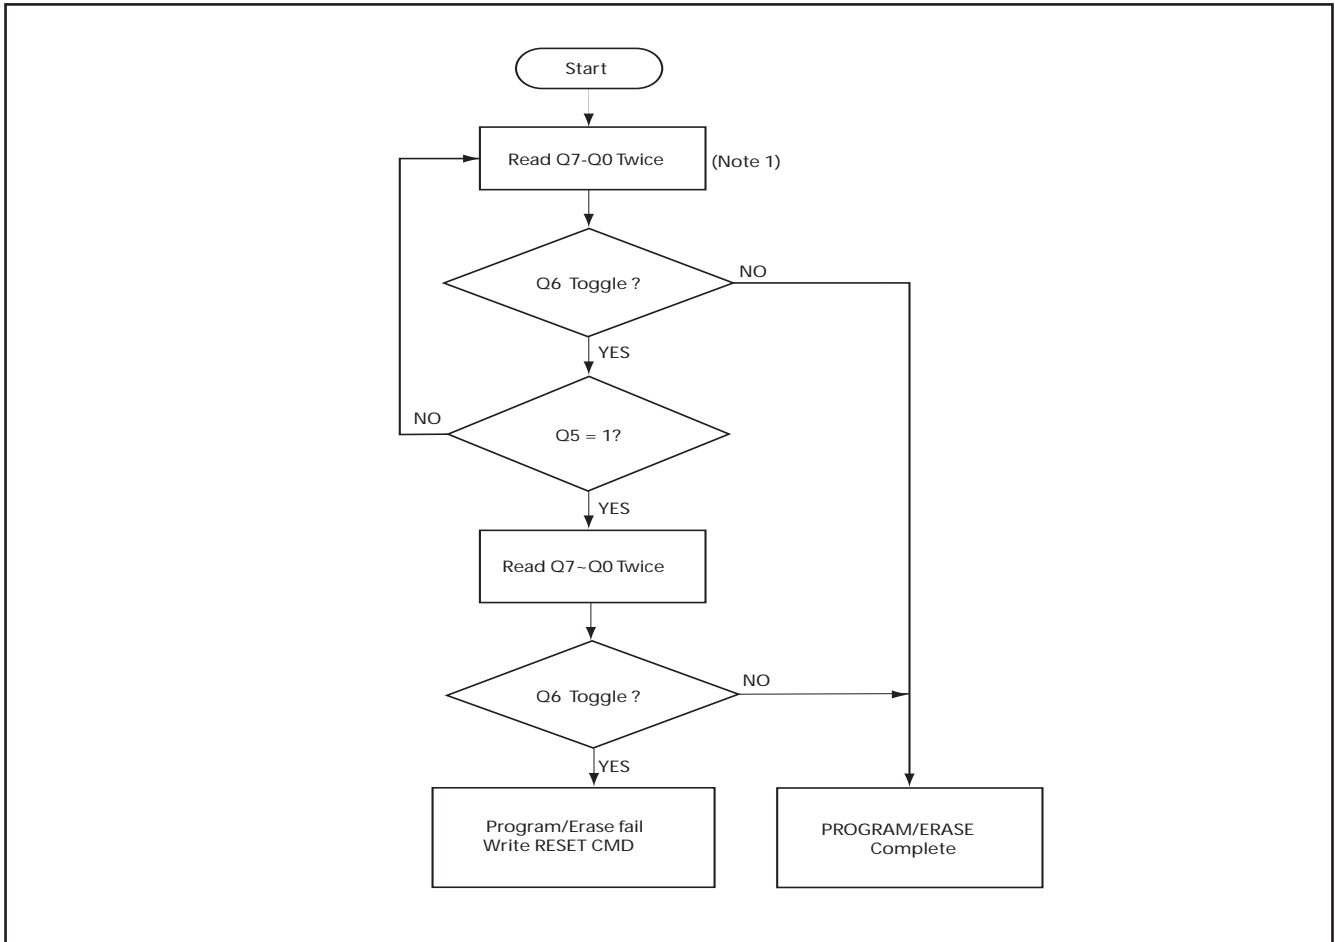 Start
Read Q7-Q0 Twice
(Note 1)
Q6 Toggle ?
NO
YES
Q5 = 1?
NO
YES
Read Q7~Q0 Twice
Q6 Toggle ?
NO
YES
Program/Erase fail
Write RESET CMD
PROGRAM/ERASE
Complete